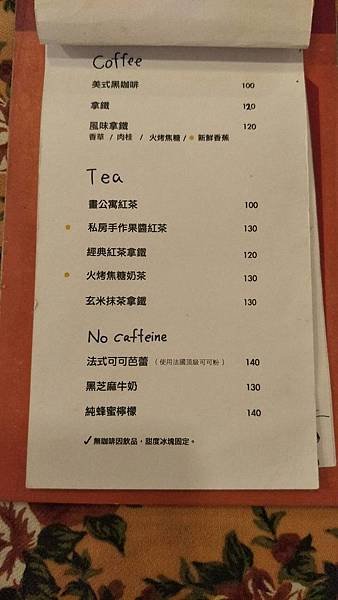 Coffee
美式黑咖啡 100
拿鐵 120
風味拿鐵 120
香草 / 肉桂 / 火烤焦糖 / 新鮮香蕉
Tea
畫公寓紅茶 100
私房手作果醬紅茶 130
經典紅茶拿鐵 120
火烤焦糖奶茶 130
玄米抹茶拿鐵 130
No caffeine
法式可可芭蕾 ( 使用法國頂級可可粉 ) 140
黑芝麻牛奶 130
純蜂蜜檸檬 140
✓無咖啡因飲品，甜度冰塊固定。